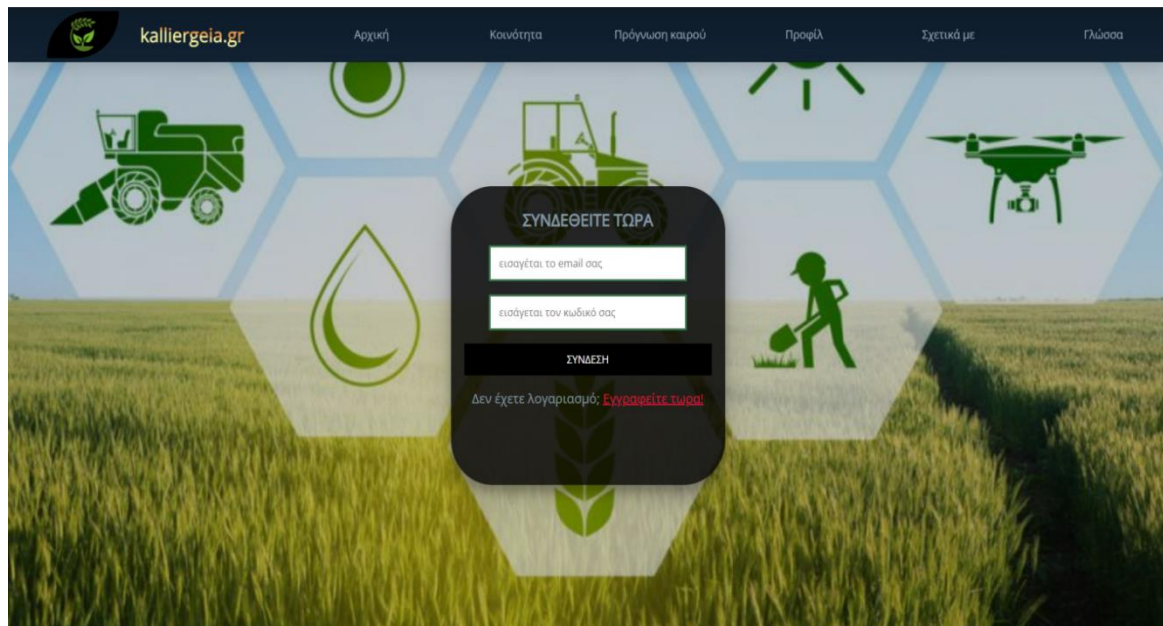 kalliergeia.gr Αρχική Κοινότητα Πρόγνωση καιρού Προφίλ Σχετικά με Γλώσσα
ΣΥΝΔΕΘΕΙΤΕ ΤΩΡΑ
εισαγέται το email σας
εισάγεται τον κωδικό σας
ΣΥΝΔΕΣΗ
Δεν έχετε λογαριασμό; Εγγραφείτε τωρα!